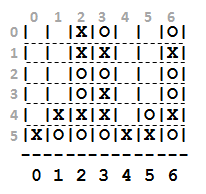 0 1 2 3 4 5 6
0| | |X|O| | |O|
1| | |X|X| | |X|
2| | |O|O| | |O|
3| | |O|X| | |O|
4| |X|X|X| |O|X|
5|X|O|O|O|X|X|O|
---------------
0 1 2 3 4 5 6